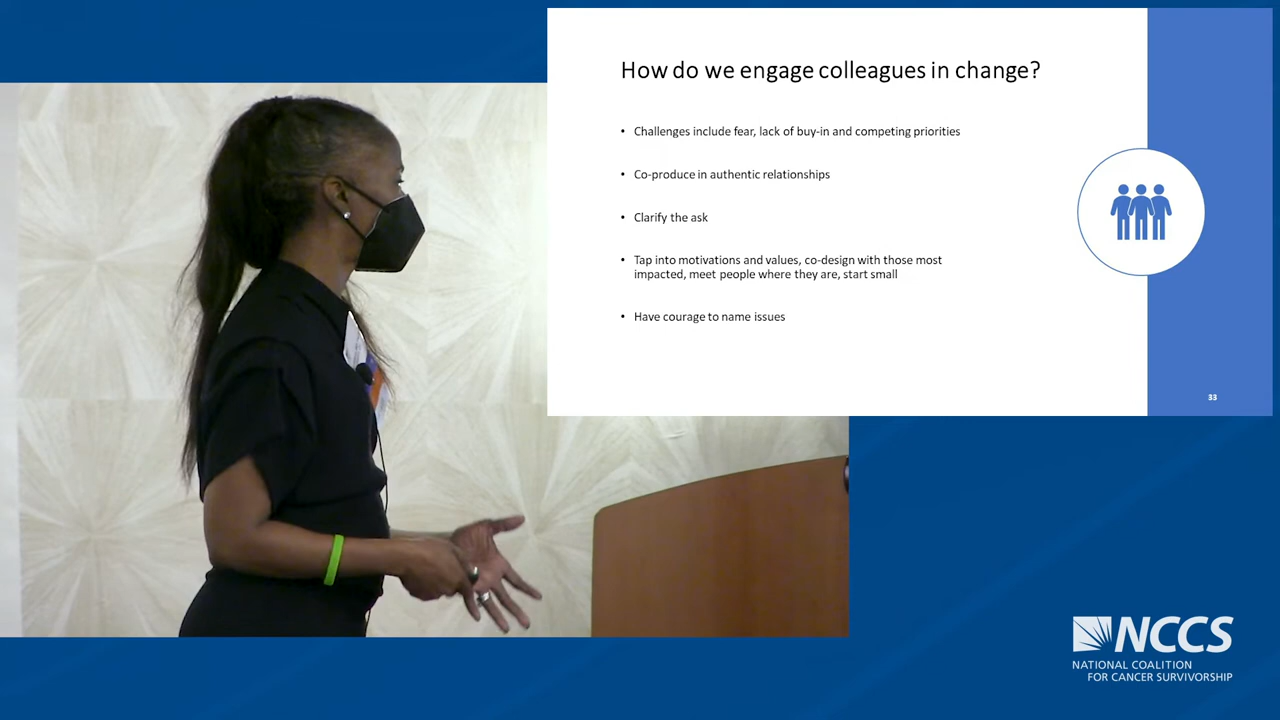 How do we engage colleagues in change?
• Challenges include fear, lack of buy-in and competing priorities
• Co-produce in authentic relationships
• Clarify the ask
• Tap into motivations and values, co-design with those most
impacted, meet people where they are, start small
• Have courage to name issues
33
NCCS
NATIONAL COALITION
FOR CANCER SURVIVORSHIP